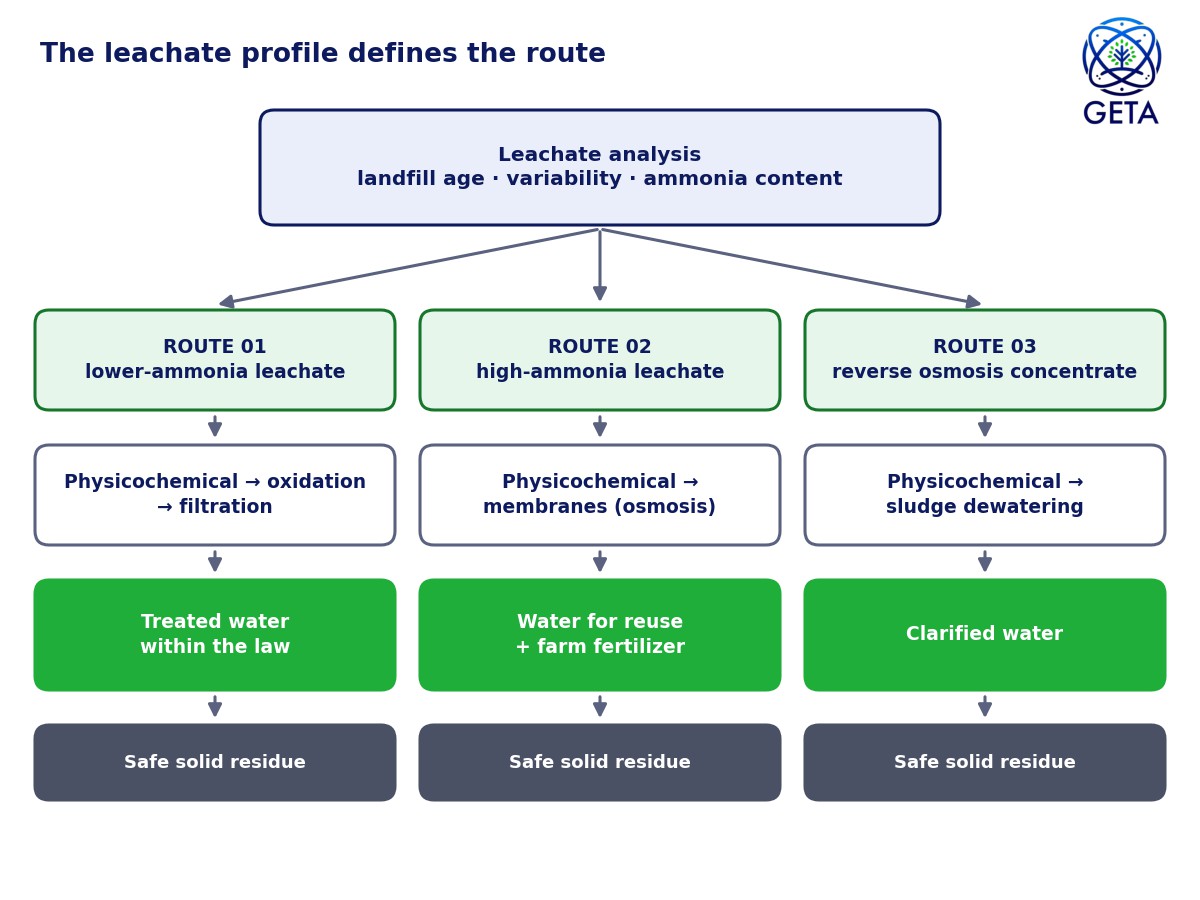 The leachate profile defines the route
GETA
Leachate analysis
landfill age · variability · ammonia content
ROUTE 01
lower-ammonia leachate
ROUTE 02
high-ammonia leachate
ROUTE 03
reverse osmosis concentrate
Physicochemical → oxidation
→ filtration
Physicochemical →
membranes (osmosis)
Physicochemical →
sludge dewatering
Treated water
within the law
Water for reuse
+ farm fertilizer
Clarified water
Safe solid residue
Safe solid residue
Safe solid residue